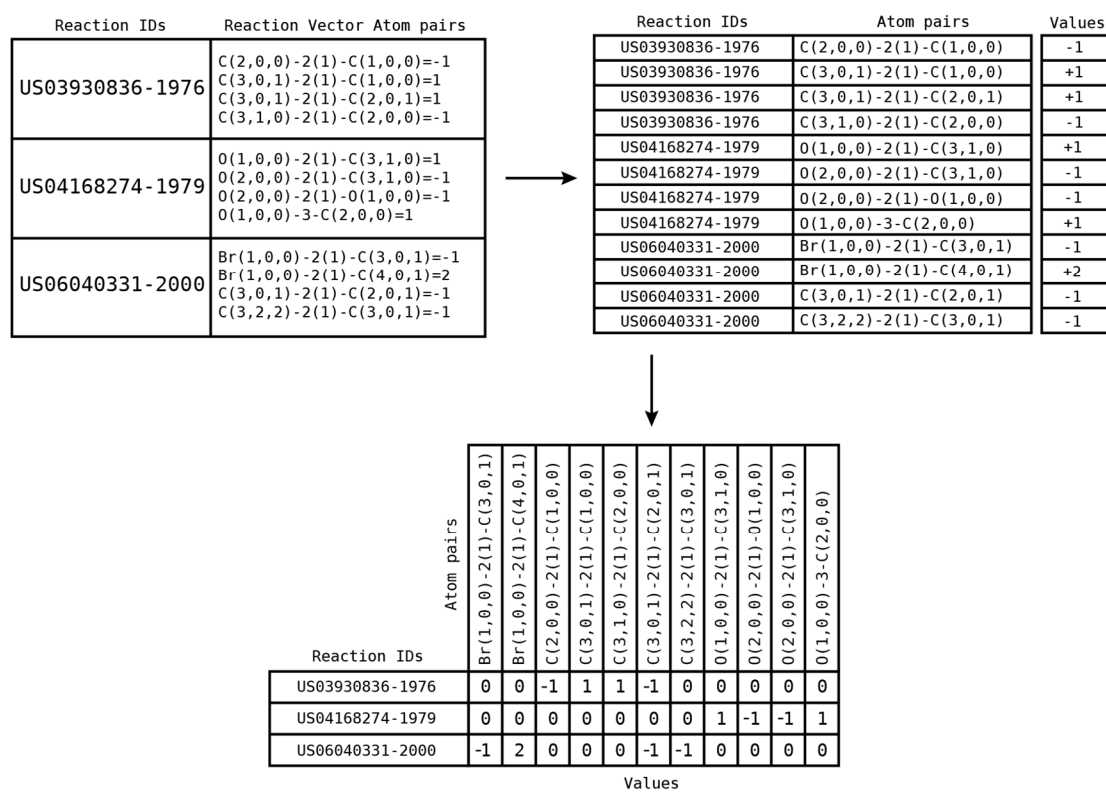 Reaction IDs Reaction Vector Atom pairs
US03930836-1976
C(2,0,0)-2(1)-C(1,0,0)=-1
C(3,0,1)-2(1)-C(1,0,0)=1
C(3,0,1)-2(1)-C(2,0,1)=1
C(3,1,0)-2(1)-C(2,0,0)=-1
US04168274-1979
O(1,0,0)-2(1)-C(3,1,0)=1
O(2,0,0)-2(1)-C(3,1,0)=-1
O(2,0,0)-2(1)-O(1,0,0)=-1
O(1,0,0)-3-C(2,0,0)=1
US06040331-2000
Br(1,0,0)-2(1)-C(3,0,1)=-1
Br(1,0,0)-2(1)-C(4,0,1)=2
C(3,0,1)-2(1)-C(2,0,1)=-1
C(3,2,2)-2(1)-C(3,0,1)=-1
Reaction IDs Atom pairs Values
US03930836-1976 C(2,0,0)-2(1)-C(1,0,0) -1
US03930836-1976 C(3,0,1)-2(1)-C(1,0,0) +1
US03930836-1976 C(3,0,1)-2(1)-C(2,0,1) +1
US03930836-1976 C(3,1,0)-2(1)-C(2,0,0) -1
US04168274-1979 O(1,0,0)-2(1)-C(3,1,0) +1
US04168274-1979 O(2,0,0)-2(1)-C(3,1,0) -1
US04168274-1979 O(2,0,0)-2(1)-O(1,0,0) -1
US04168274-1979 O(1,0,0)-3-C(2,0,0) +1
US06040331-2000 Br(1,0,0)-2(1)-C(3,0,1) -1
US06040331-2000 Br(1,0,0)-2(1)-C(4,0,1) +2
US06040331-2000 C(3,0,1)-2(1)-C(2,0,1) -1
US06040331-2000 C(3,2,2)-2(1)-C(3,0,1) -1
Atom pairs
Br(1,0,0)-2(1)-C(3,0,1)
Br(1,0,0)-2(1)-C(4,0,1)
C(2,0,0)-2(1)-C(1,0,0)
C(3,0,1)-2(1)-C(1,0,0)
C(3,1,0)-2(1)-C(2,0,0)
C(3,0,1)-2(1)-C(2,0,1)
C(3,2,2)-2(1)-C(3,0,1)
O(1,0,0)-2(1)-C(3,1,0)
O(2,0,0)-2(1)-O(1,0,0)
O(2,0,0)-2(1)-C(3,1,0)
O(1,0,0)-3-C(2,0,0)
Reaction IDs
US03930836-1976 0 0 -1 1 1 -1 0 0 0 0 0
US04168274-1979 0 0 0 0 0 0 0 1 -1 -1 1
US06040331-2000 -1 2 0 0 0 -1 -1 0 0 0 0
Values